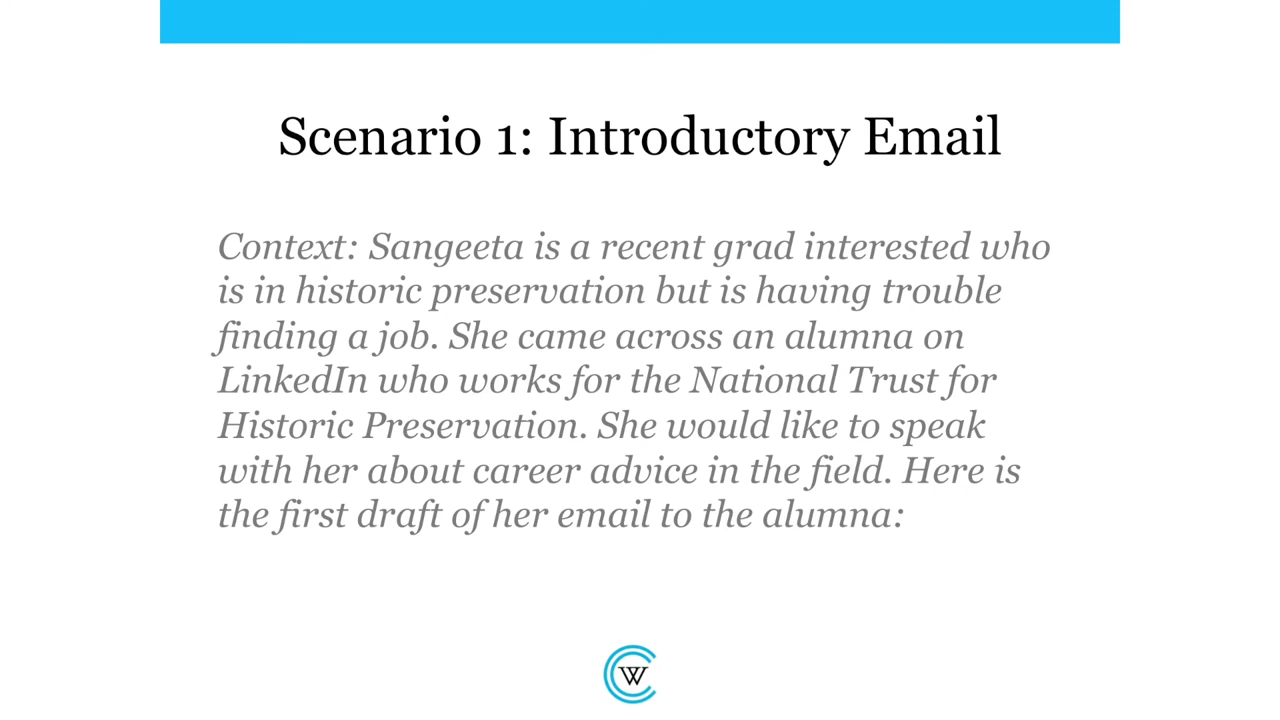 Scenario 1: Introductory Email
Context: Sangeeta is a recent grad interested who
is in historic preservation but is having trouble
finding a job. She came across an alumna on
LinkedIn who works for the National Trust for
Historic Preservation. She would like to speak
with her about career advice in the field. Here is
the first draft of her email to the alumna:
W